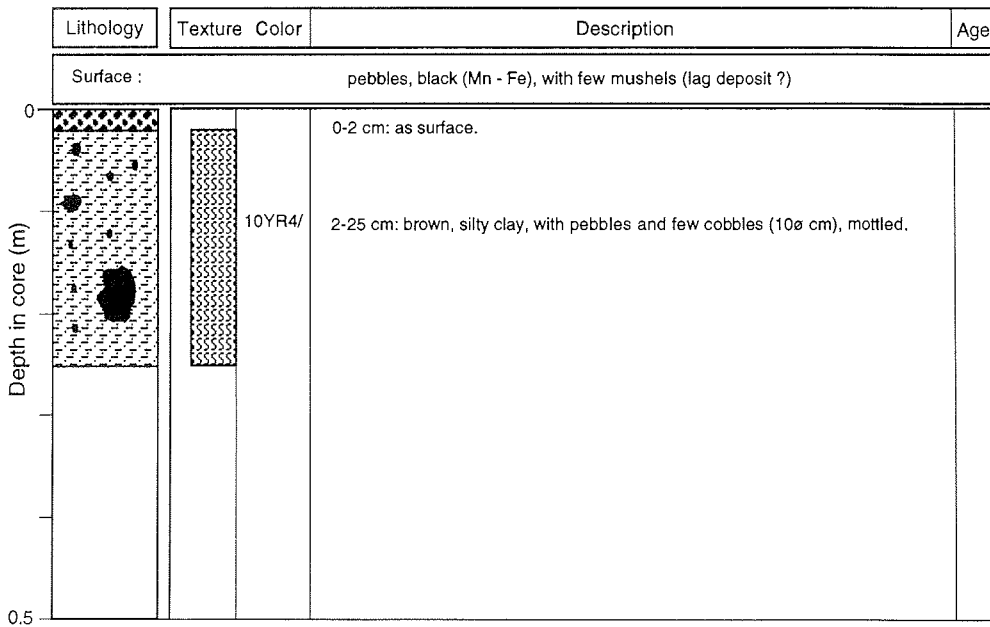 Lithology Texture Color Description Age
Surface : pebbles, black (Mn - Fe), with few mushels (lag deposit ?)
0
0-2 cm: as surface.
10YR4/ 2-25 cm: brown, silty clay, with pebbles and few cobbles (10ø cm), mottled.
Depth in core (m)
0.5